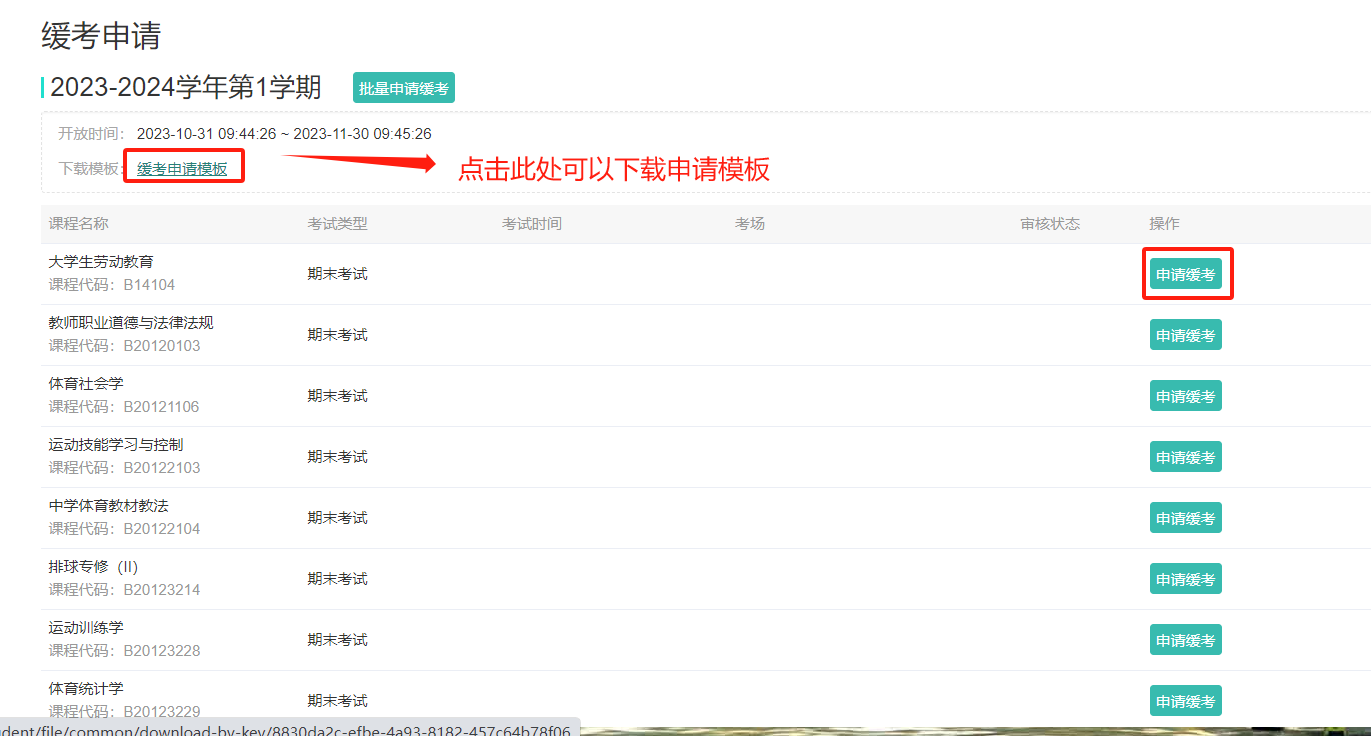 缓考申请
2023-2024学年第1学期 批量申请缓考
开放时间： 2023-10-31 09:44:26 ~ 2023-11-30 09:45:26
下载模板： 缓考申请模板 点击此处可以下载申请模板
课程名称 考试类型 考试时间 考场 审核状态 操作
大学生劳动教育
课程代码：B14104 期末考试 申请缓考
教师职业道德与法律法规
课程代码：B20120103 期末考试 申请缓考
体育社会学
课程代码：B20121106 期末考试 申请缓考
运动技能学习与控制
课程代码：B20122103 期末考试 申请缓考
中学体育教材教法
课程代码：B20122104 期末考试 申请缓考
排球专修（II）
课程代码：B20123214 期末考试 申请缓考
运动训练学
课程代码：B20123228 期末考试 申请缓考
体育统计学
课程代码：B20123229 期末考试 申请缓考
dent/file/common/download-by-key/8830da2c-efbe-4a93-8182-457c64b78f06